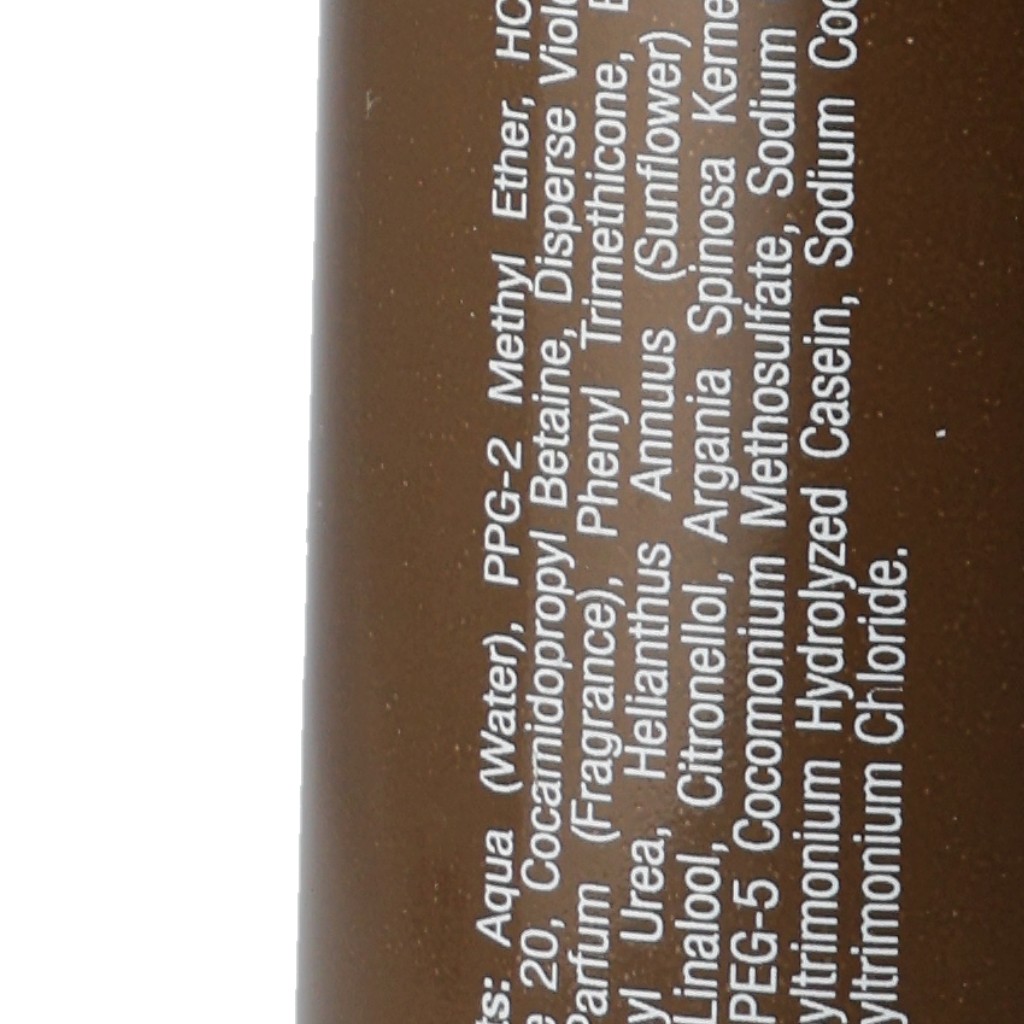 ts: Aqua (Water), PPG-2 Methyl Ether, HC
e 20, Cocamidopropyl Betaine, Disperse Viol
Parfum (Fragrance), Phenyl Trimethicone,
yl Urea, Helianthus Annuus (Sunflower)
Linalool, Citronellol, Argania Spinosa Kerne
PEG-5 Cocomonium Methosulfate, Sodium
yltrimonium Hydrolyzed Casein, Sodium Coc
yltrimonium Chloride.